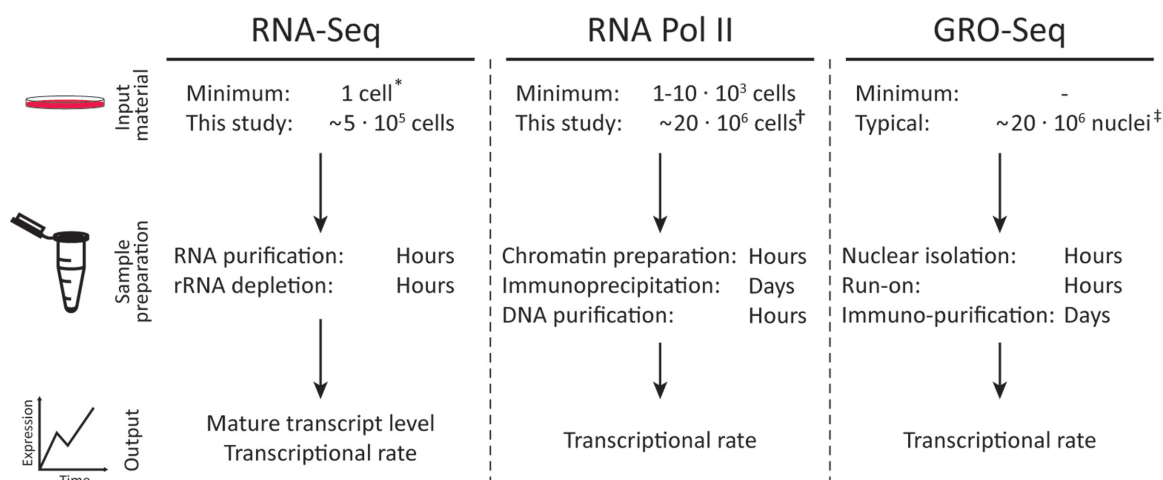 RNA-Seq
RNA Pol II
GRO-Seq
Input
material
Minimum: 1 cell*
This study: ~5 · 10⁵ cells
Minimum: 1-10 · 10³ cells
This study: ~20 · 10⁶ cells†
Minimum: -
Typical: ~20 · 10⁶ nuclei‡
Sample
preparation
RNA purification: Hours
rRNA depletion: Hours
Chromatin preparation: Hours
Immunoprecipitation: Days
DNA purification: Hours
Nuclear isolation: Hours
Run-on: Hours
Immuno-purification: Days
Expression
Time
Output
Mature transcript level
Transcriptional rate
Transcriptional rate
Transcriptional rate